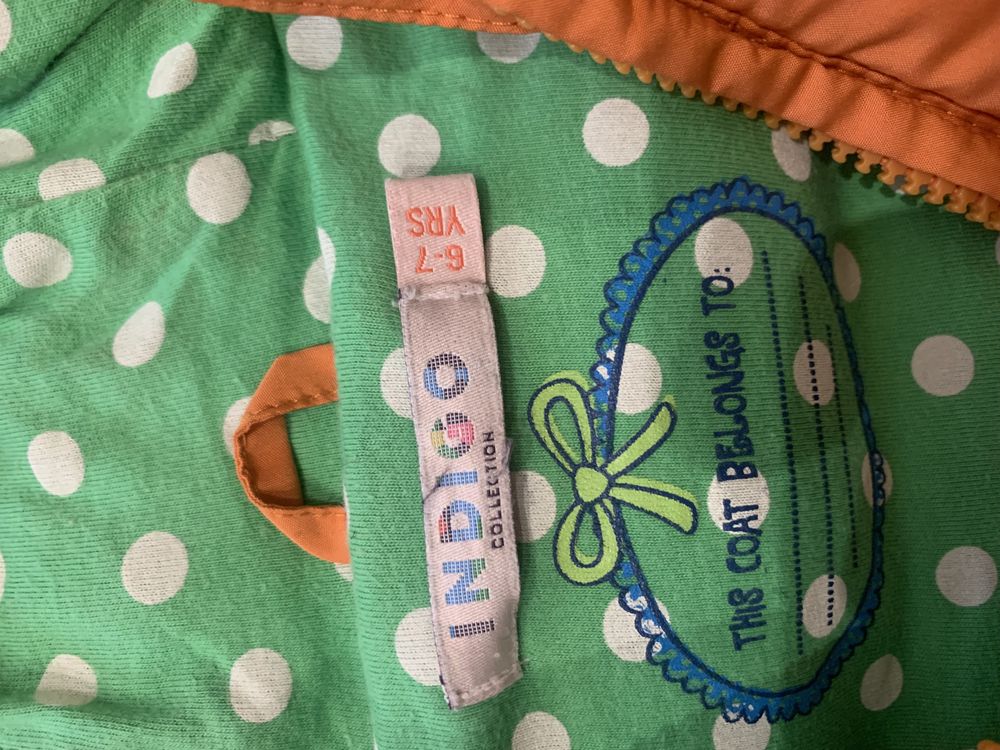 INDIGO
COLLECTION
6-7
YRS
THIS COAT BELONGS TO: